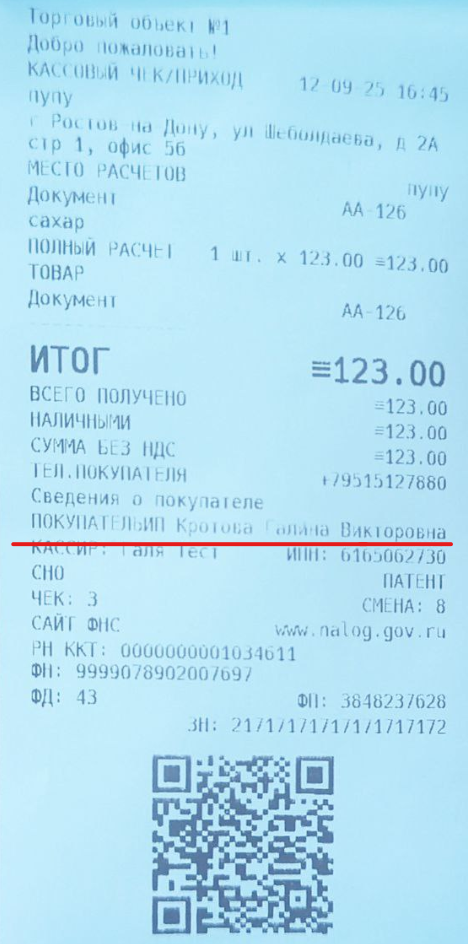 Торговый объект №1
Добро пожаловать!
КАССОВЫЙ ЧЕК/ПРИХОД 12-09-25 16:45
пупу
г Ростов на Дону, ул Шеболдаева, д 2А
стр 1, офис 56
МЕСТО РАСЧЕТОВ пупу
Документ АА-126
сахар
ПОЛНЫЙ РАСЧЕТ 1 шт. x 123.00 ≡123.00
ТОВАР
Документ АА-126
ИТОГ ≡123.00
ВСЕГО ПОЛУЧЕНО ≡123.00
НАЛИЧНЫМИ ≡123.00
СУММА БЕЗ НДС ≡123.00
ТЕЛ.ПОКУПАТЕЛЯ +79515127880
Сведения о покупателе
ПОКУПАТЕЛЬИП Кротова Галина Викторовна
КАССИР: Галя Тест ИНН: 6165062730
СНО ПАТЕНТ
ЧЕК: 3 СМЕНА: 8
САЙТ ФНС www.nalog.gov.ru
РН ККТ: 0000000001034611
ФН: 9999078902007697
ФД: 43 ФП: 3848237628
ЗН: 21717171717171717172